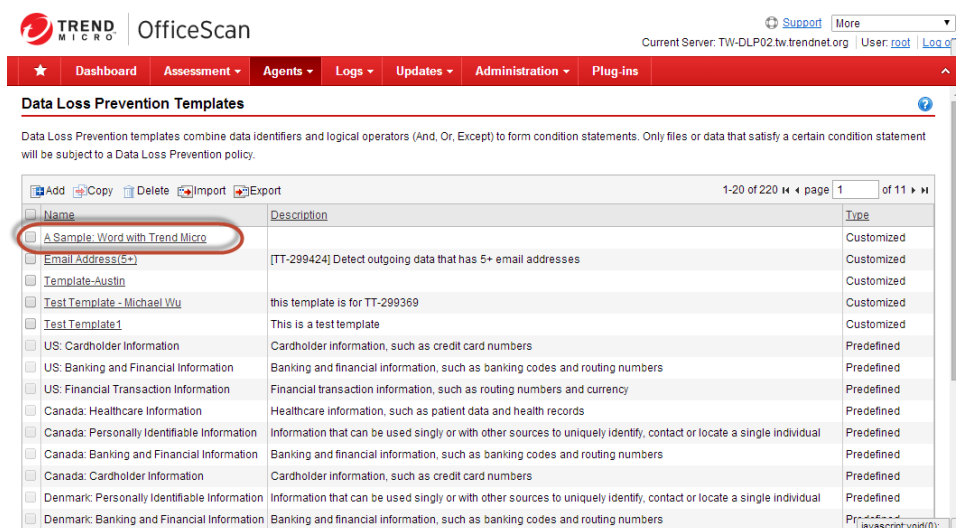 TREND MICRO OfficeScan
Support More
Current Server: TW-DLP02.tw.trendnet.org User: root Log of
Dashboard Assessment Agents Logs Updates Administration Plug-ins
Data Loss Prevention Templates
Data Loss Prevention templates combine data identifiers and logical operators (And, Or, Except) to form condition statements. Only files or data that satisfy a certain condition statement
will be subject to a Data Loss Prevention policy.
Add Copy Delete Import Export 1-20 of 220 page 1 of 11
Name Description Type
A Sample: Word with Trend Micro Customized
Email Address(5+) [TT-299424] Detect outgoing data that has 5+ email addresses Customized
Template-Austin Customized
Test Template - Michael Wu this template is for TT-299369 Customized
Test Template1 This is a test template Customized
US: Cardholder Information Cardholder information, such as credit card numbers Predefined
US: Banking and Financial Information Banking and financial information, such as banking codes and routing numbers Predefined
US: Financial Transaction Information Financial transaction information, such as routing numbers and currency Predefined
Canada: Healthcare Information Healthcare information, such as patient data and health records Predefined
Canada: Personally Identifiable Information Information that can be used singly or with other sources to uniquely identify, contact or locate a single individual Predefined
Canada: Banking and Financial Information Banking and financial information, such as banking codes and routing numbers Predefined
Canada: Cardholder Information Cardholder information, such as credit card numbers Predefined
Denmark: Personally Identifiable Information Information that can be used singly or with other sources to uniquely identify, contact or locate a single individual Predefined
Denmark: Banking and Financial Information Banking and financial information, such as banking codes and routing numbers Predefined
javascript:void(0);